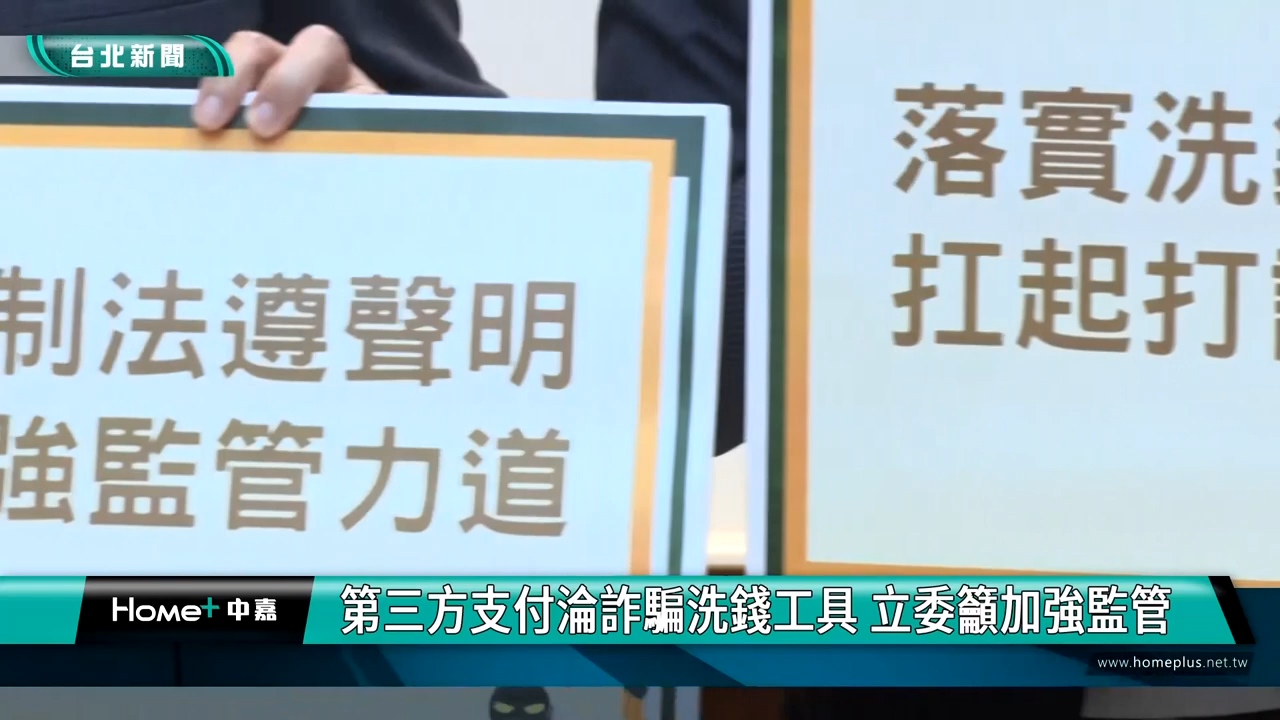 台北新聞
制法遵聲明
強監管力道
落實洗
扛起打
Home+中嘉
第三方支付淪詐騙洗錢工具 立委籲加強監管
www.homeplus.net.tw